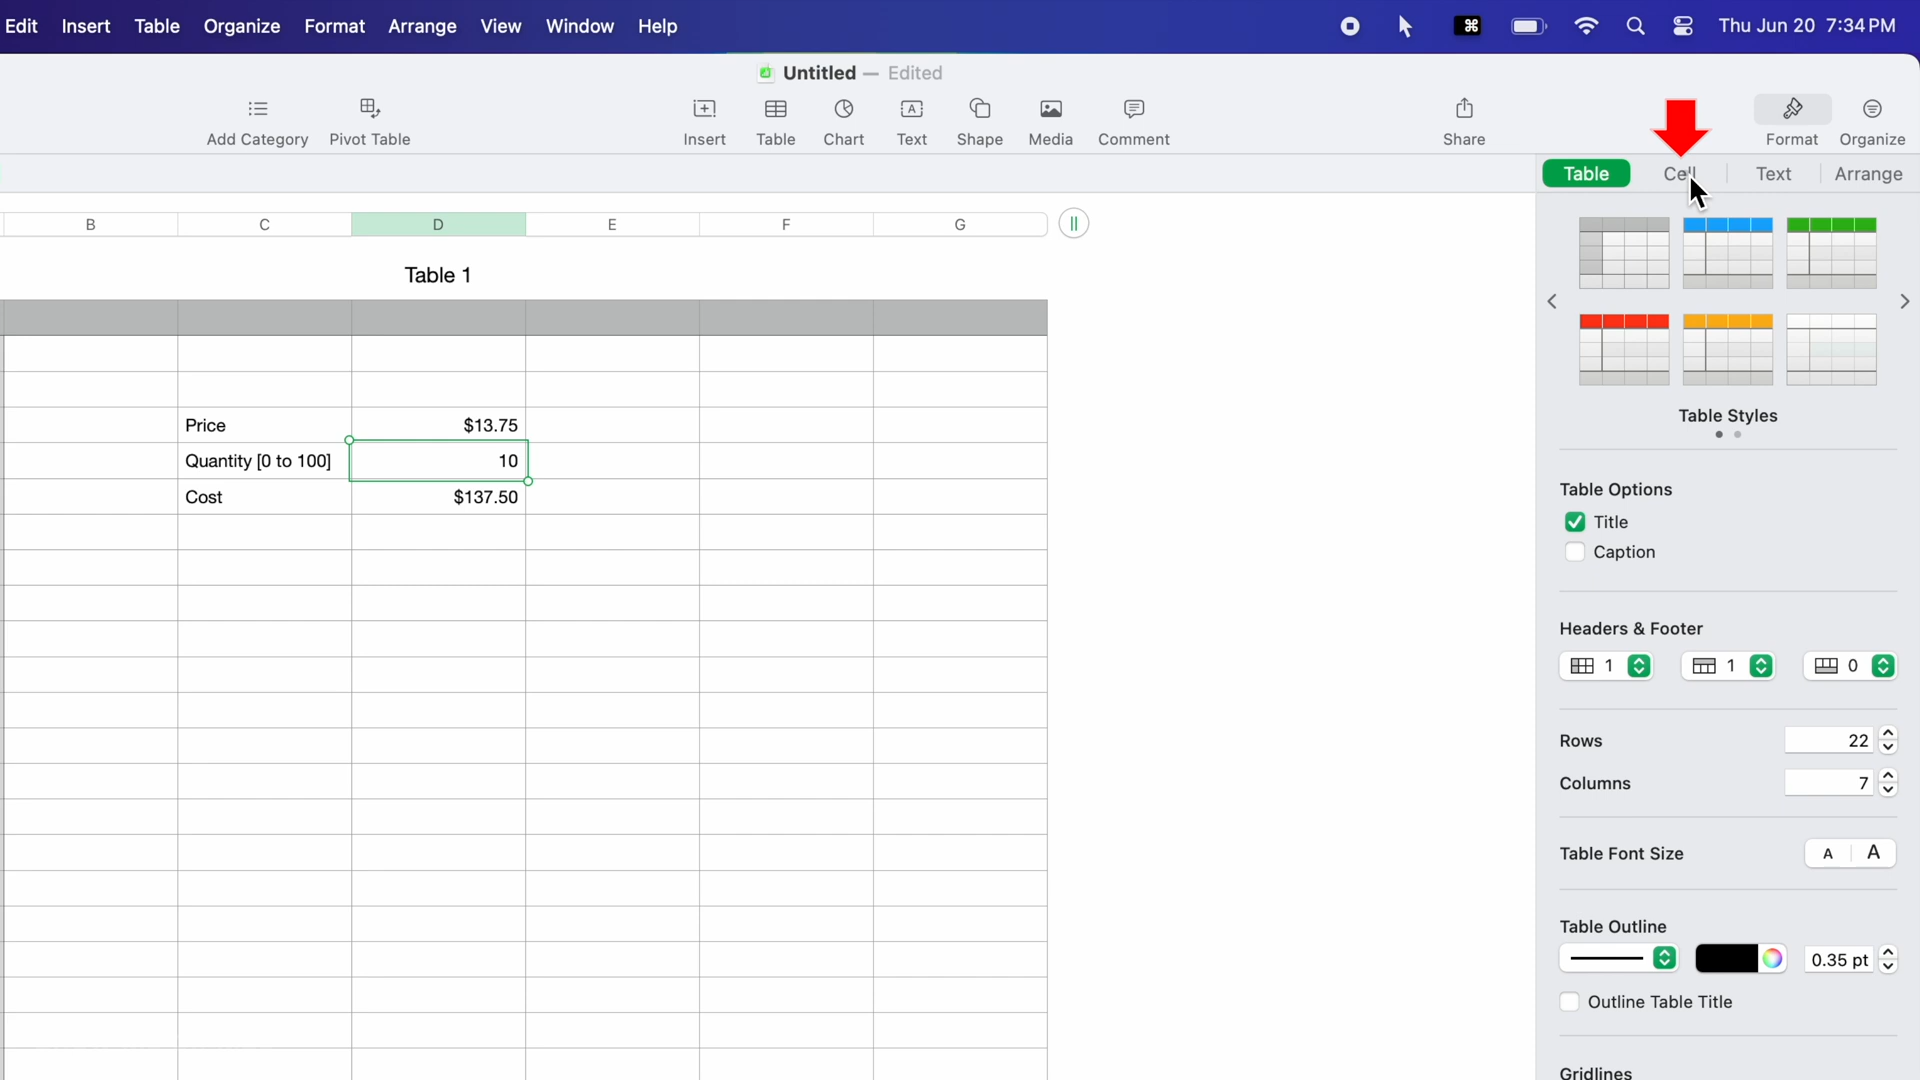 Edit Insert Table Organize Format Arrange View Window Help Thu Jun 20 7:34 PM
Untitled — Edited
Add Category Pivot Table Insert Table Chart Text Shape Media Comment Share Format Organize
Table Cell Text Arrange
B C D E F G
Table 1
Price $13.75
Quantity [0 to 100] 10
Cost $137.50
Table Styles
Table Options
Title
Caption
Headers & Footer
1 1 0
Rows 22
Columns 7
Table Font Size A A
Table Outline
0.35 pt
Outline Table Title
Gridlines